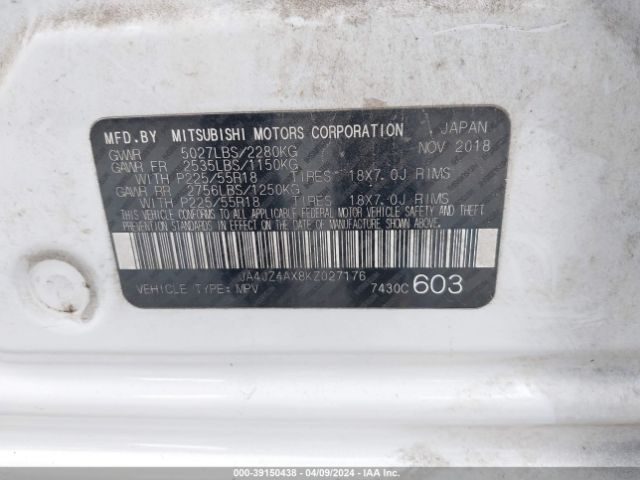 MFD.BY MITSUBISHI MOTORS CORPORATION JAPAN
GVWR 5027LBS/2280KG NOV 2018
GAWR FR 2535LBS/1150KG
WITH P225/55R18 TIRES 18X7.0J RIMS
GAWR RR 2756LBS/1250KG
WITH P225/55R18 TIRES 18X7.0J RIMS
THIS VEHICLE CONFORMS TO ALL APPLICABLE FEDERAL MOTOR VEHICLE SAFETY AND THEFT
PREVENTION STANDARDS IN EFFECT ON THE DATE OF MANUFACTURE SHOWN ABOVE.
JA4JZ4AX8KZ027176
VEHICLE TYPE: MPV 7430C 603
000-39150438 - 04/09/2024 - IAAI.COM